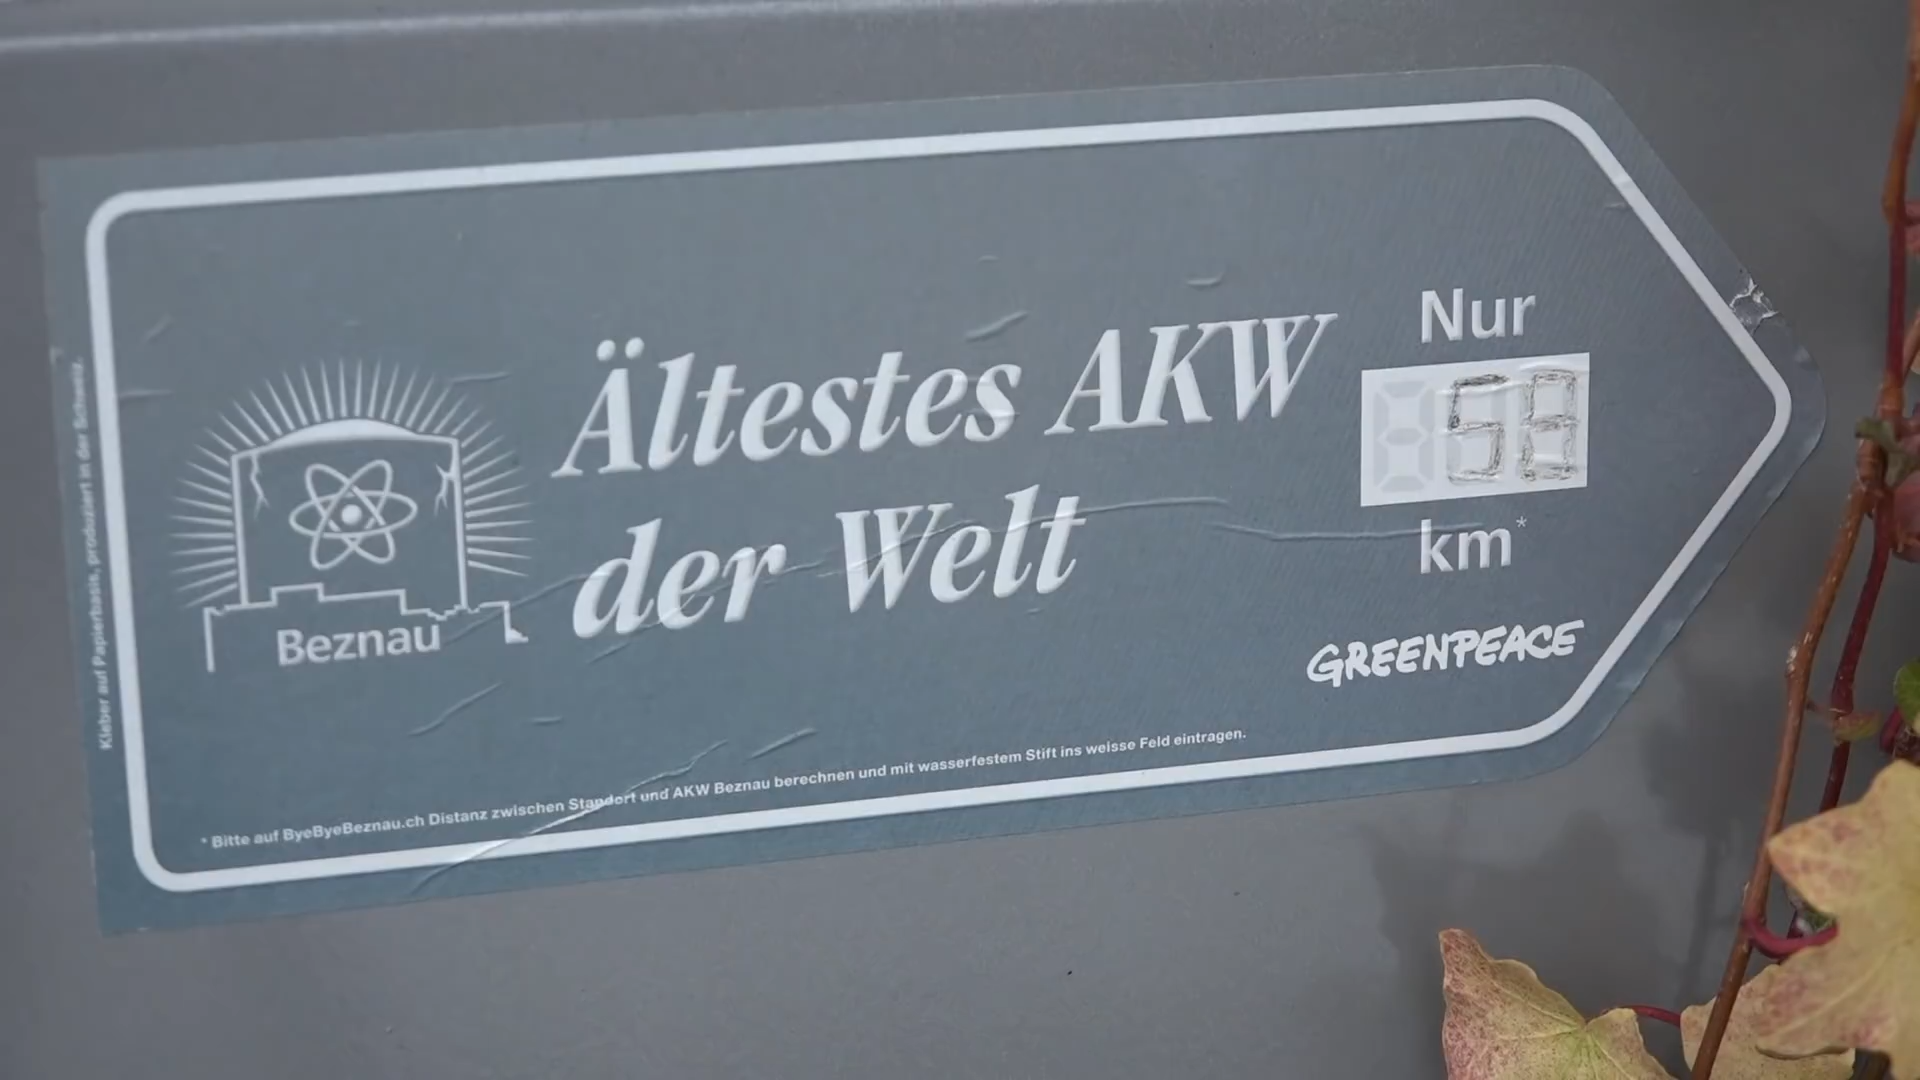 Ältestes AKW
der Welt
Nur
58
km*
Beznau
GREENPEACE
* Bitte auf ByeByeBeznau.ch Distanz zwischen Standort und AKW Beznau berechnen und mit wasserfestem Stift ins weisse Feld eintragen.
Kleber auf Papierbasis, produziert in der Schweiz.